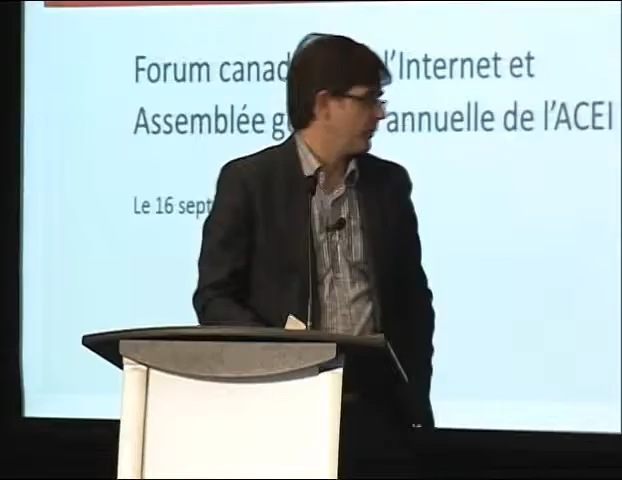 Forum canad l'Internet et
Assemblée g annuelle de l'ACEI
Le 16 sept